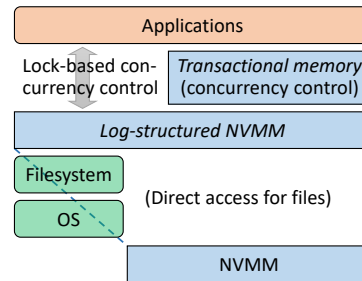 Applications
Lock-based con-
currency control
Transactional memory
(concurrency control)
Log-structured NVMM
Filesystem
(Direct access for files)
OS
NVMM